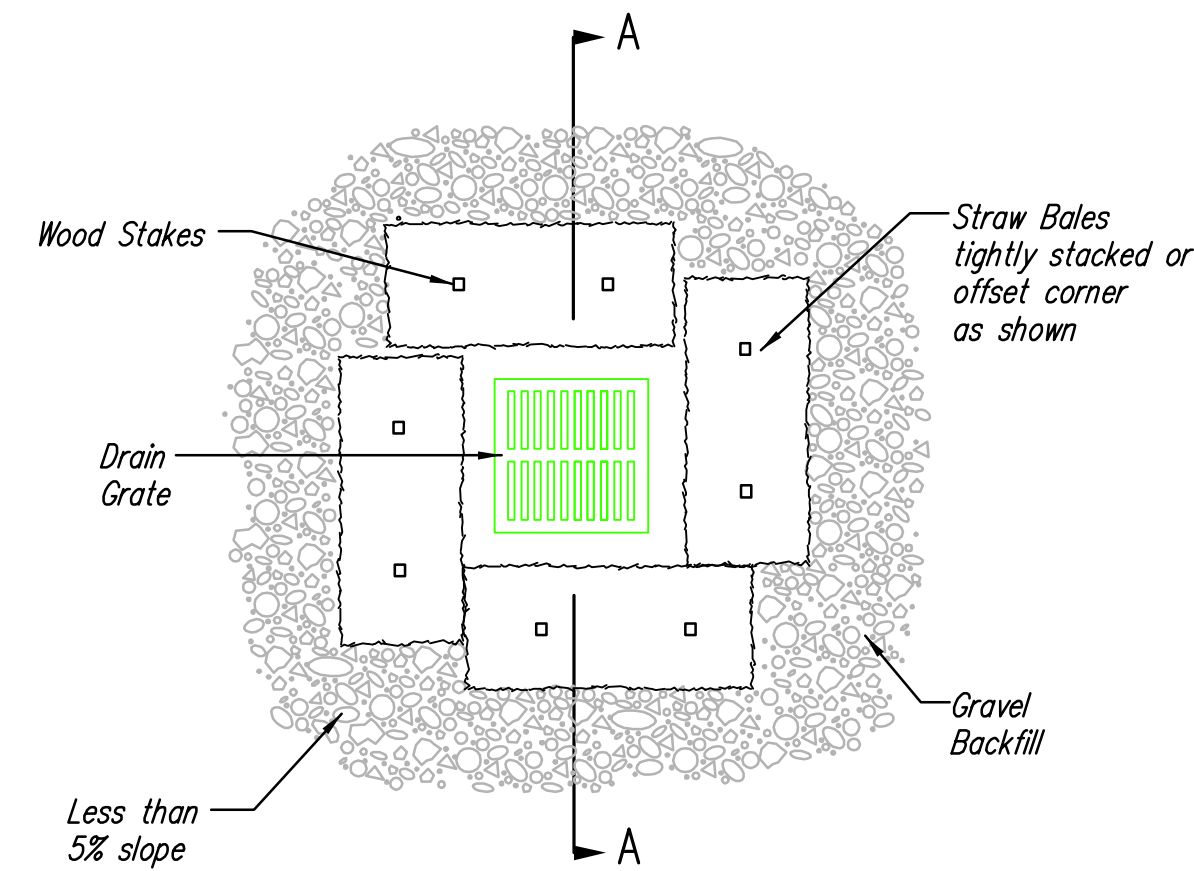 A
Wood Stakes
Straw Bales
tightly stacked or
offset corner
as shown
Drain
Grate
Gravel
Backfill
Less than
5% slope
A